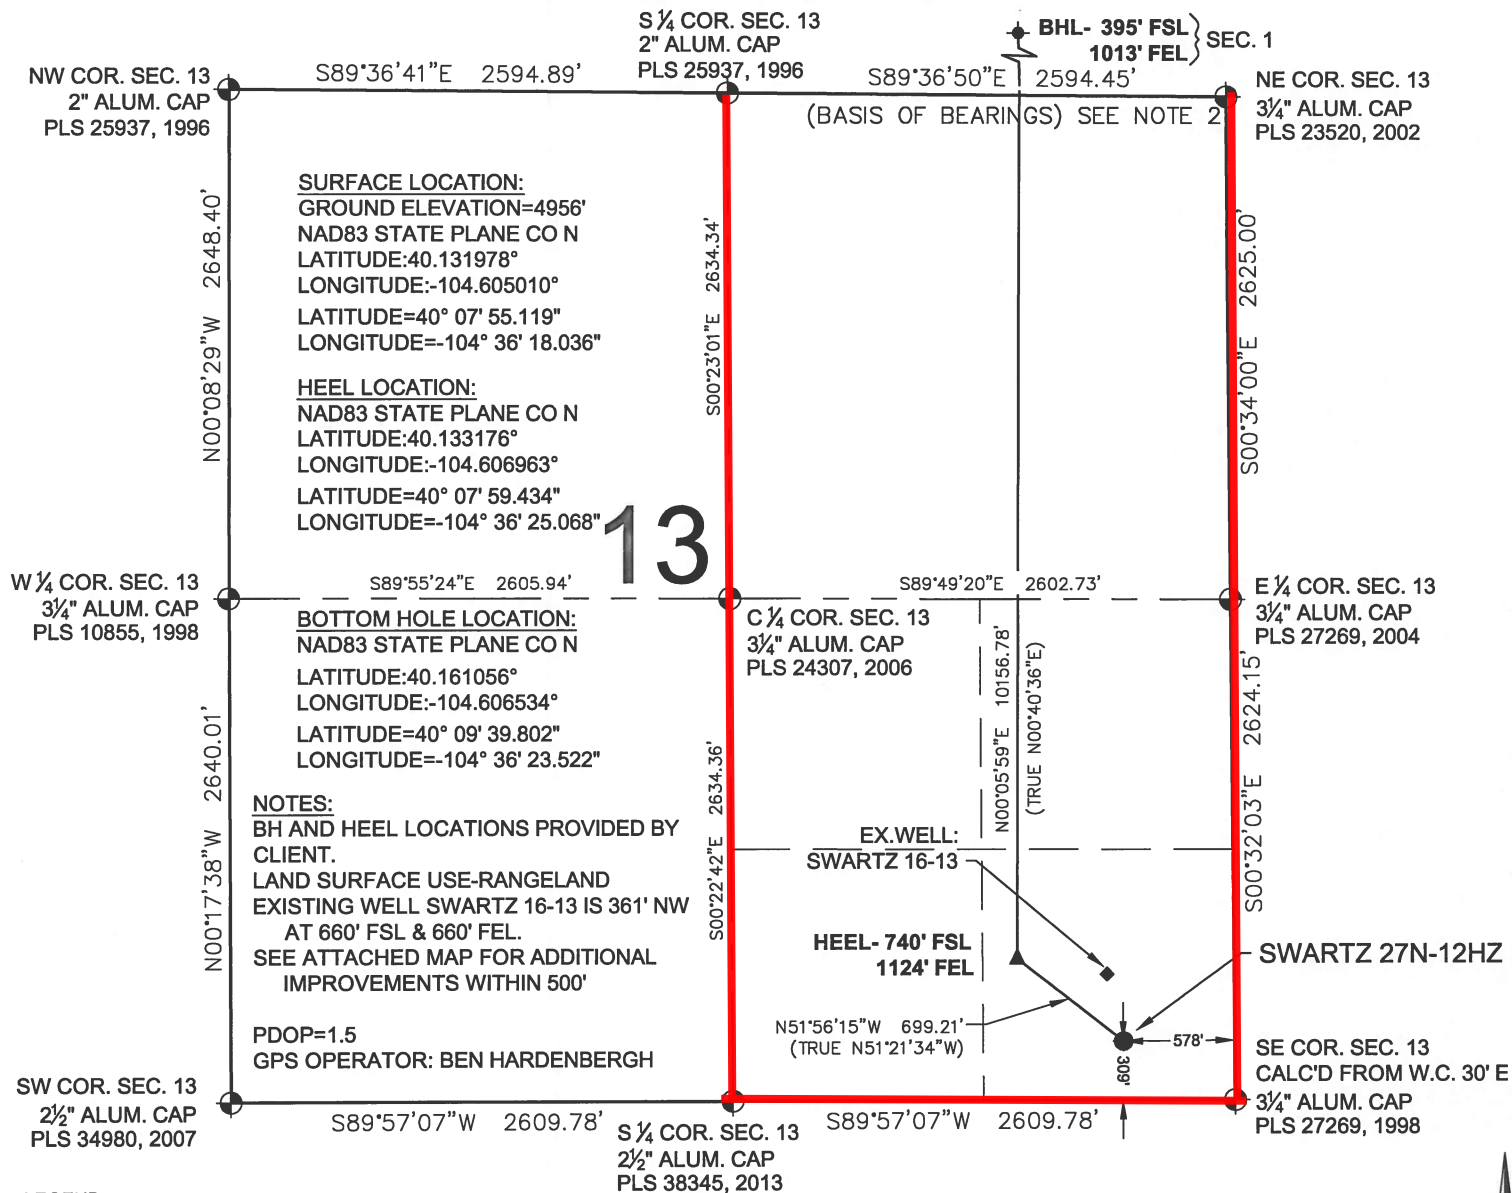 S ¼ COR. SEC. 13
2" ALUM. CAP
PLS 25937, 1996
BHL- 395' FSL
1013' FEL
SEC. 1
NW COR. SEC. 13
2" ALUM. CAP
PLS 25937, 1996
S89°36'41"E 2594.89'
S89°36'50"E 2594.45'
(BASIS OF BEARINGS) SEE NOTE 2
NE COR. SEC. 13
3¼" ALUM. CAP
PLS 23520, 2002
N00°08'29"W 2648.40'
SURFACE LOCATION:
GROUND ELEVATION=4956'
NAD83 STATE PLANE CO N
LATITUDE:40.131978°
LONGITUDE:-104.605010°
LATITUDE=40° 07' 55.119"
LONGITUDE=-104° 36' 18.036"
HEEL LOCATION:
NAD83 STATE PLANE CO N
LATITUDE:40.133176°
LONGITUDE:-104.606963°
LATITUDE=40° 07' 59.434"
LONGITUDE=-104° 36' 25.068"
S00°23'01"E 2634.34'
S00°34'00"E 2625.00'
13
W ¼ COR. SEC. 13
3¼" ALUM. CAP
PLS 10855, 1998
S89°55'24"E 2605.94'
S89°49'20"E 2602.73'
C ¼ COR. SEC. 13
3¼" ALUM. CAP
PLS 24307, 2006
E ¼ COR. SEC. 13
3¼" ALUM. CAP
PLS 27269, 2004
BOTTOM HOLE LOCATION:
NAD83 STATE PLANE CO N
LATITUDE:40.161056°
LONGITUDE:-104.606534°
LATITUDE=40° 09' 39.802"
LONGITUDE=-104° 36' 23.522"
N00°17'38"W 2640.01'
S00°22'42"E 2634.36'
N00°05'59"E 10156.78'
(TRUE N00°40'36"E)
S00°32'03"E 2624.15'
NOTES:
BH AND HEEL LOCATIONS PROVIDED BY
CLIENT.
LAND SURFACE USE-RANGELAND
EXISTING WELL SWARTZ 16-13 IS 361' NW
AT 660' FSL & 660' FEL.
SEE ATTACHED MAP FOR ADDITIONAL
IMPROVEMENTS WITHIN 500'
PDOP=1.5
GPS OPERATOR: BEN HARDENBERGH
EX.WELL:
SWARTZ 16-13
HEEL- 740' FSL
1124' FEL
SWARTZ 27N-12HZ
N51°56'15"W 699.21'
(TRUE N51°21'34"W)
578'
309'
SW COR. SEC. 13
2½" ALUM. CAP
PLS 34980, 2007
S89°57'07"W 2609.78'
S ¼ COR. SEC. 13
2½" ALUM. CAP
PLS 38345, 2013
S89°57'07"W 2609.78'
SE COR. SEC. 13
CALC'D FROM W.C. 30' E
3¼" ALUM. CAP
PLS 27269, 1998